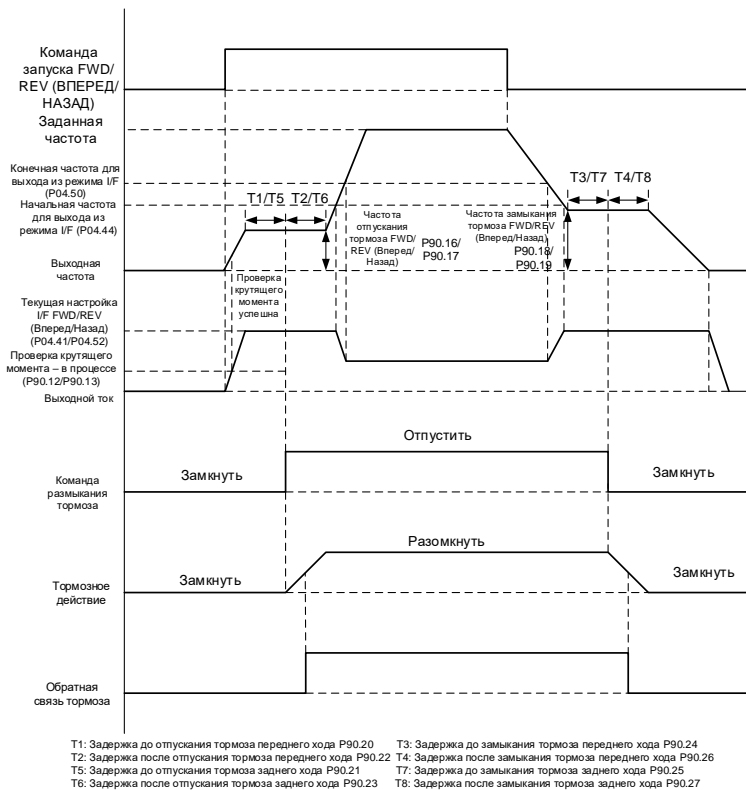 Команда
запуска FWD/
REV (ВПЕРЕД/
НАЗАД)
Заданная
частота
Конечная частота для
выхода из режима I/F
(P04.50)
Начальная частота
для выхода из
режима I/F (P04.44)
Выходная
частота
T1/T5
T2/T6
T3/T7
T4/T8
Частота
отпускания
тормоза FWD/
REV (Вперед/
Назад)
P90.16/
P90.17
Частота замыкания
тормоза FWD/REV
(Вперед/Назад)
P90.18/
P90.19
Проверка
крутящего
момента
успешна
Текущая настройка
I/F FWD/REV
(Вперед/Назад)
(P04.41/P04.52)
Проверка крутящего
момента – в процессе
(P90.12/P90.13)
Выходной ток
Команда
размыкания
тормоза
Замкнуть
Отпустить
Замкнуть
Тормозное
действие
Замкнуть
Разомкнуть
Замкнуть
Обратная
связь тормоза
T1: Задержка до отпускания тормоза переднего хода P90.20
T2: Задержка после отпускания тормоза переднего хода P90.22
T5: Задержка до отпускания тормоза заднего хода P90.21
T6: Задержка после отпускания тормоза заднего хода P90.23
T3: Задержка до замыкания тормоза переднего хода P90.24
T4: Задержка после замыкания тормоза переднего хода P90.26
T7: Задержка до замыкания тормоза заднего хода P90.25
T8: Задержка после замыкания тормоза заднего хода P90.27